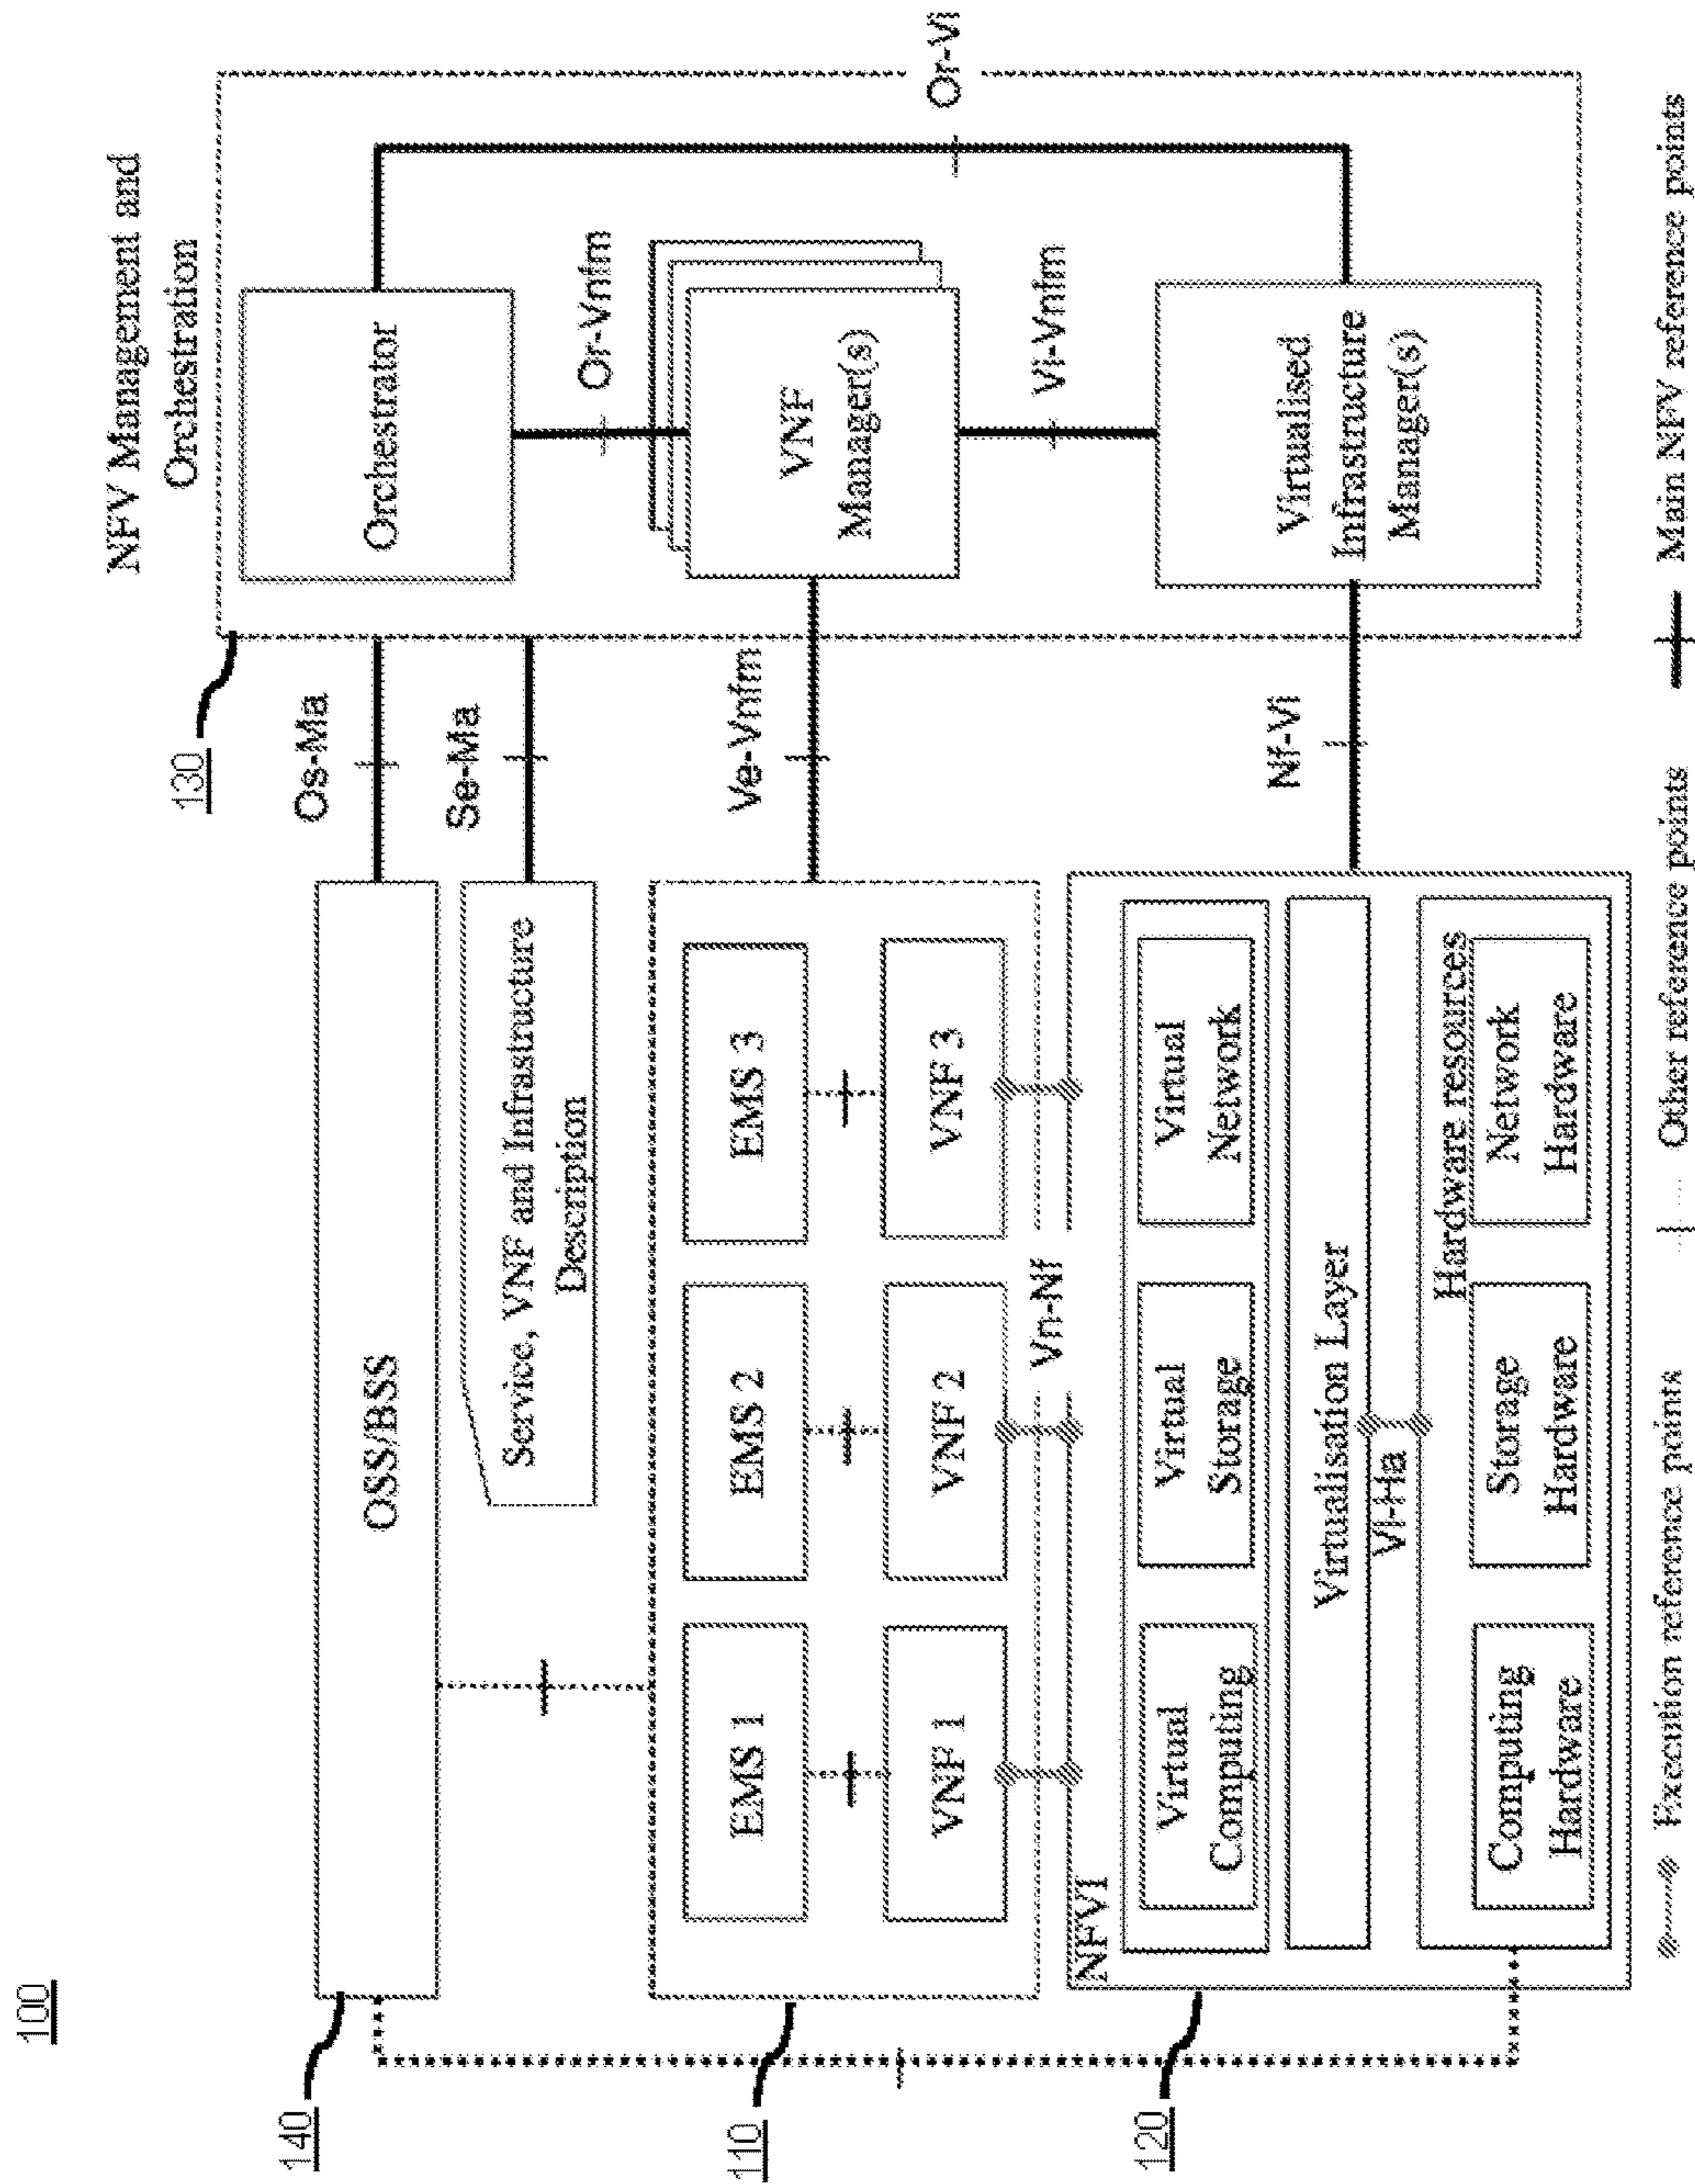 100
NFV Management and
Orchestration
130
140
OSS/BSS
Os-Ma
Orchestrator
Service, VNF and Infrastructure
Description
Se-Ma
Or-Vnfm
110
EMS 1
EMS 2
EMS 3
Ve-Vnfm
VNF
Manager(s)
Or-Vi
VNF 1
VNF 2
VNF 3
Vn-Nf
Vi-Vnfm
NFVI
120
Virtual
Computing
Virtual
Storage
Virtual
Network
Nf-Vi
Virtualised
Infrastructure
Manager(s)
Virtualisation Layer
Vl-Ha
Hardware resources
Computing
Hardware
Storage
Hardware
Network
Hardware
Execution reference points
Other reference points
Main NFV reference points